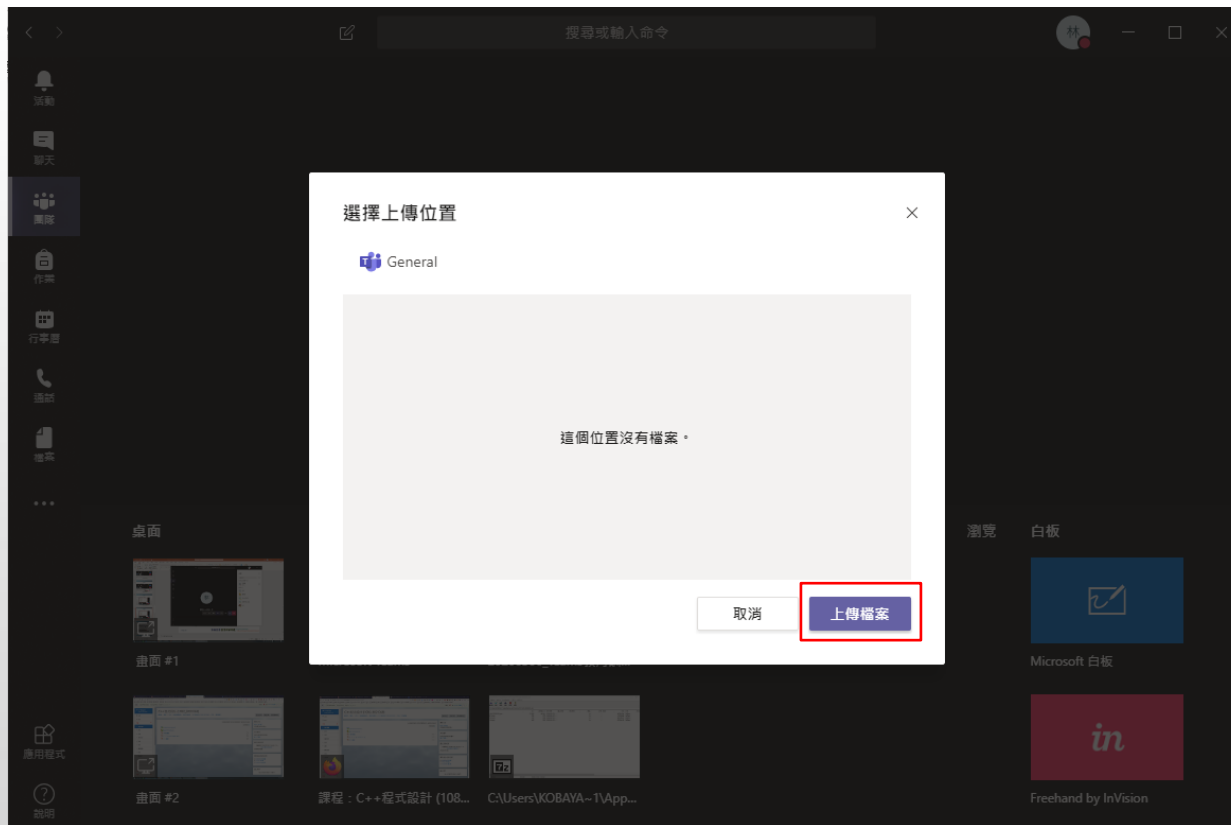 搜尋或輸入命令
林
活動
聊天
團隊
作業
行事曆
通話
檔案
選擇上傳位置
General
這個位置沒有檔案。
取消
上傳檔案
桌面
瀏覽
白板
畫面 #1
Microsoft 白板
in
應用程式
說明
畫面 #2
課程:C++程式設計 (108...
C:\Users\KOBAYA~1\App...
Freehand by InVision